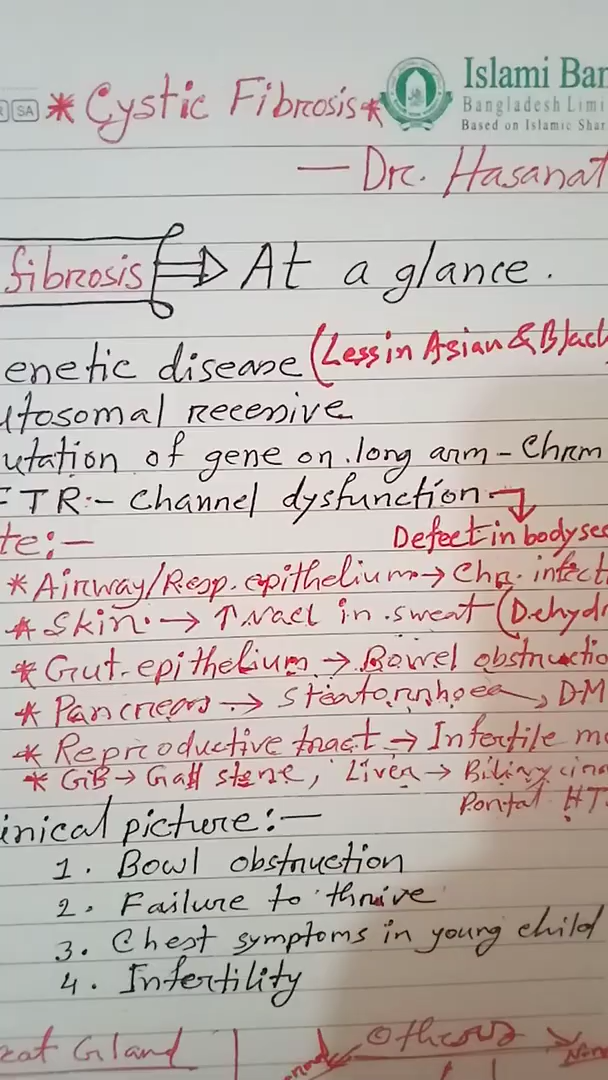 SA * Cystic Fibrosis *
Islami Ban
Bangladesh Limi
Based on Islamic Shar
— Dr. Hasanat
fibrosis ⇒ At a glance.
enetic disease (Less in Asian & Black
utosomal recessive
utation of gene on long arm - Chrm
FTR:- Channel dysfunction
te:-
Defect in body sec
* Airway/Resp. epithelium → Chr. infect
* Skin → ↑ Nacl in sweat (Dehyd
* Gut epithelium → Bowel obstructio
* Pancreas → Steatorrhoea → D-M
* Reproductive tract → Infertile m
* GB → Gall stone, Liver → Biliary cirr
Portal HT
inical picture:—
1. Bowl obstruction
2. Failure to thrive
3. Chest symptoms in young child
4. Infertility
eat Gland
Others